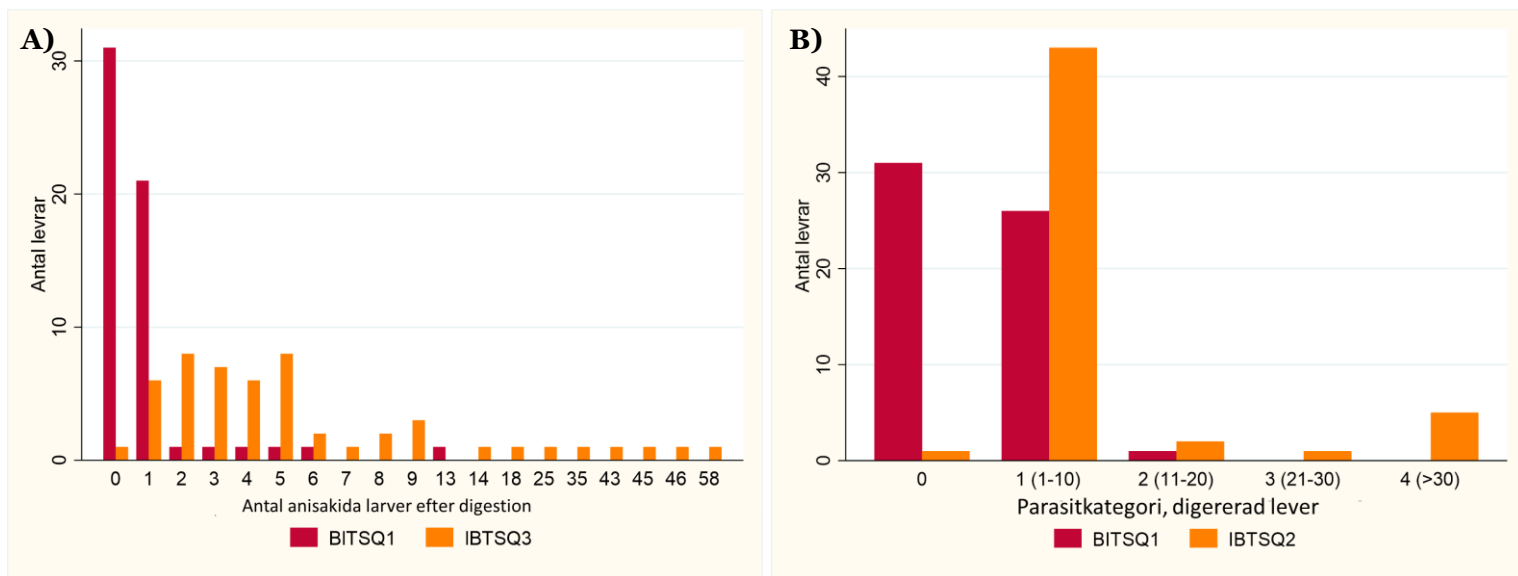 A)
30
20
10
0
Antal levrar
0 1 2 3 4 5 6 7 8 9 13 14 18 25 35 43 45 46 58
Antal anisakida larver efter digestion
BITSQ1 IBTSQ3
B)
40
30
20
10
0
Antal levrar
0 1 (1-10) 2 (11-20) 3 (21-30) 4 (>30)
Parasitkategori, digererad lever
BITSQ1 IBTSQ2